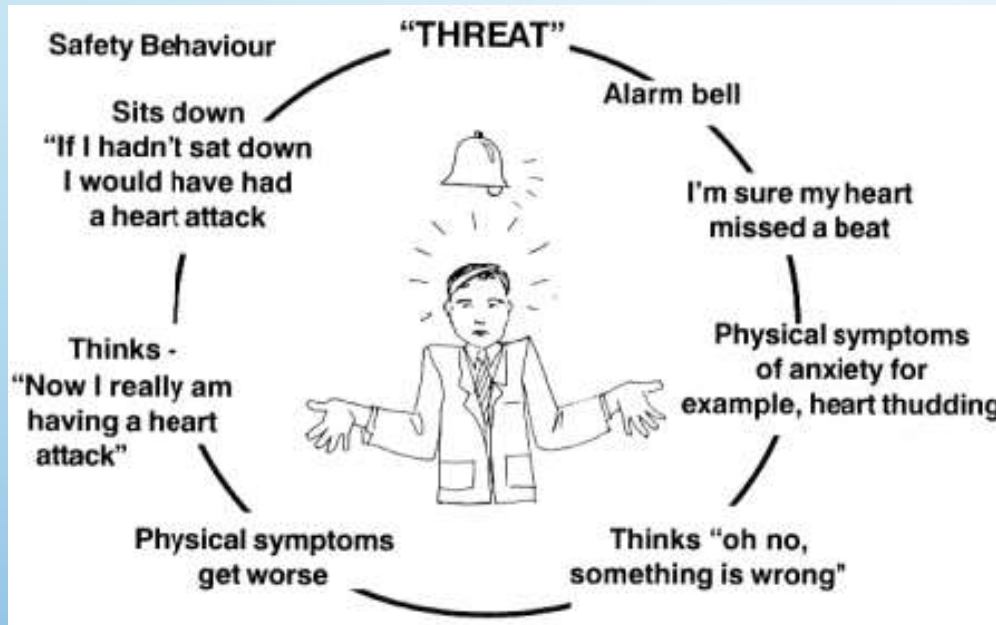 “THREAT”
Alarm bell
I’m sure my heart
missed a beat
Physical symptoms
of anxiety for
example, heart thudding
Thinks “oh no,
something is wrong”
Physical symptoms
get worse
Thinks -
“Now I really am
having a heart
attack”
Safety Behaviour
Sits down
“If I hadn’t sat down
I would have had
a heart attack